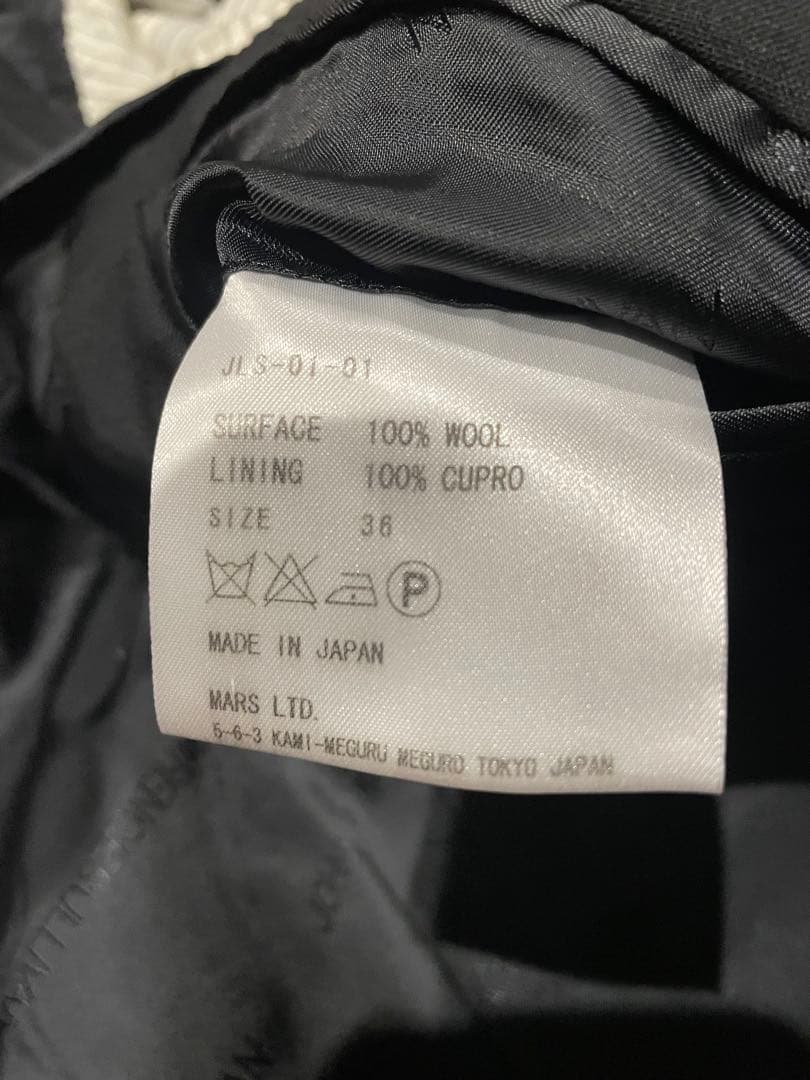 JLS-01-01
SURFACE 100% WOOL
LINING 100% CUPRO
SIZE 36
P
MADE IN JAPAN
MARS LTD.
5-6-3 KAMI-MEGURU MEGURO TOKYO JAPAN